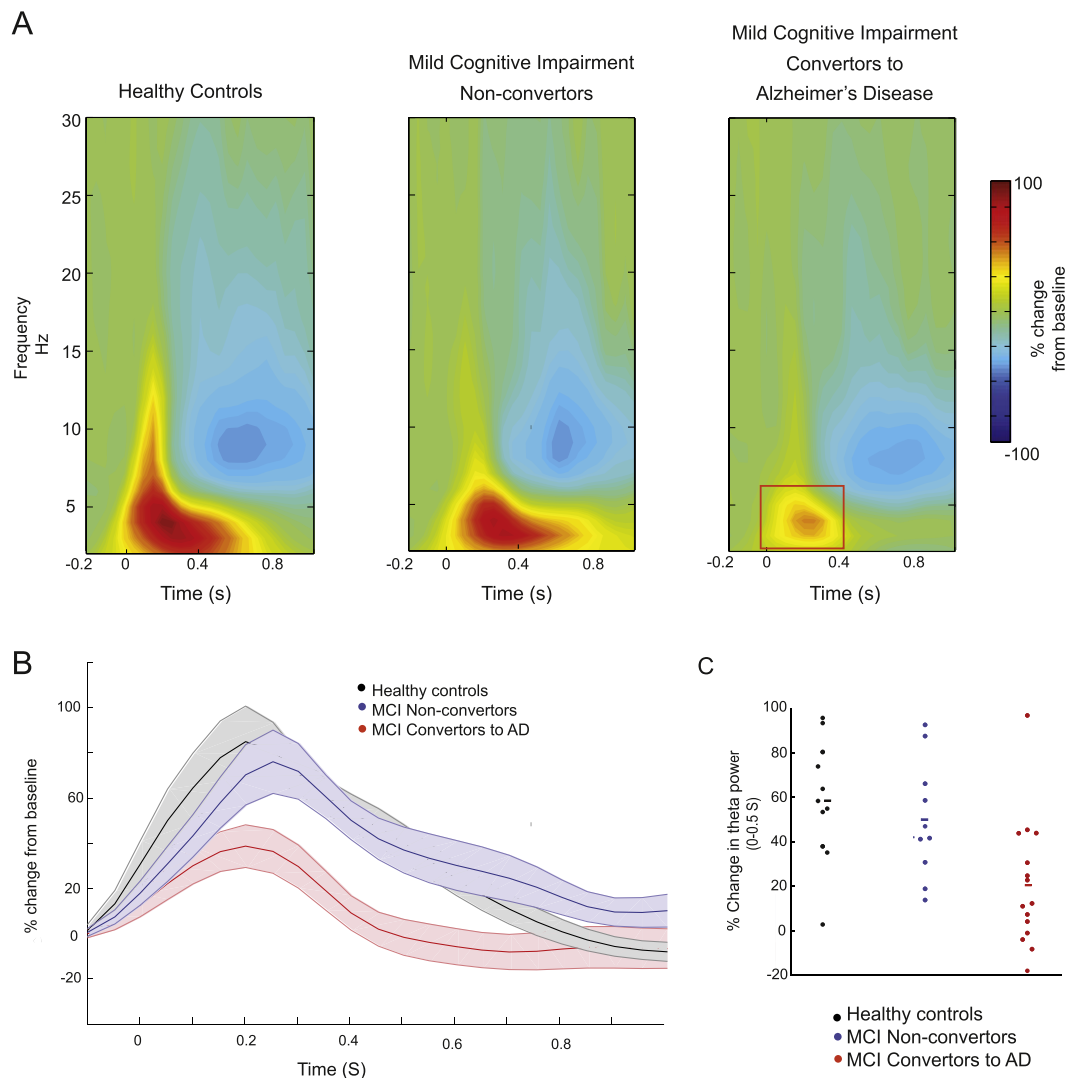 A
Healthy Controls
Mild Cognitive Impairment
Non-convertors
Mild Cognitive Impairment
Convertors to
Alzheimer's Disease
Frequency
Hz
30
25
20
15
10
5
-0.2 0 0.4 0.8
Time (s)
-0.2 0 0.4 0.8
Time (s)
-0.2 0 0.4 0.8
Time (s)
100
-100
% change
from baseline
B
% change from baseline
100
60
20
0
-20
0 0.2 0.4 0.6 0.8
Time (S)
Healthy controls
MCI Non-convertors
MCI Convertors to AD
C
% Change in theta power
(0-0.5 S)
100
80
60
40
20
0
-20
Healthy controls
MCI Non-convertors
MCI Convertors to AD